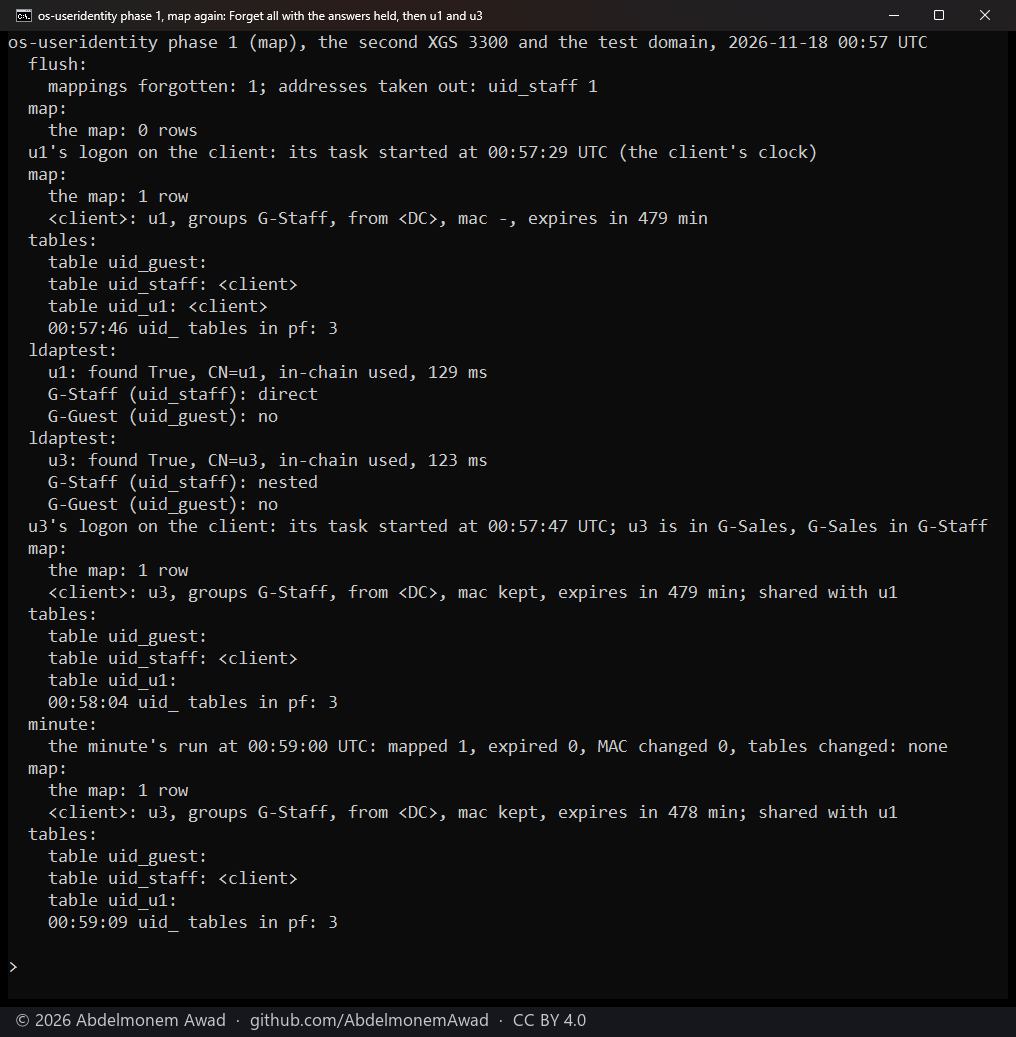 os-useridentity phase 1, map again: Forget all with the answers held, then u1 and u3
os-useridentity phase 1 (map), the second XGS 3300 and the test domain, 2026-11-18 00:57 UTC
flush:
mappings forgotten: 1; addresses taken out: uid_staff 1
map:
the map: 0 rows
u1's logon on the client: its task started at 00:57:29 UTC (the client's clock)
map:
the map: 1 row
<client>: u1, groups G-Staff, from <DC>, mac -, expires in 479 min
tables:
table uid_guest:
table uid_staff: <client>
table uid_u1: <client>
00:57:46 uid_ tables in pf: 3
ldaptest:
u1: found True, CN=u1, in-chain used, 129 ms
G-Staff (uid_staff): direct
G-Guest (uid_guest): no
ldaptest:
u3: found True, CN=u3, in-chain used, 123 ms
G-Staff (uid_staff): nested
G-Guest (uid_guest): no
u3's logon on the client: its task started at 00:57:47 UTC; u3 is in G-Sales, G-Sales in G-Staff
map:
the map: 1 row
<client>: u3, groups G-Staff, from <DC>, mac kept, expires in 479 min; shared with u1
tables:
table uid_guest:
table uid_staff: <client>
table uid_u1:
00:58:04 uid_ tables in pf: 3
minute:
the minute's run at 00:59:00 UTC: mapped 1, expired 0, MAC changed 0, tables changed: none
map:
the map: 1 row
<client>: u3, groups G-Staff, from <DC>, mac kept, expires in 478 min; shared with u1
tables:
table uid_guest:
table uid_staff: <client>
table uid_u1:
00:59:09 uid_ tables in pf: 3
>
© 2026 Abdelmonem Awad · github.com/AbdelmonemAwad · CC BY 4.0